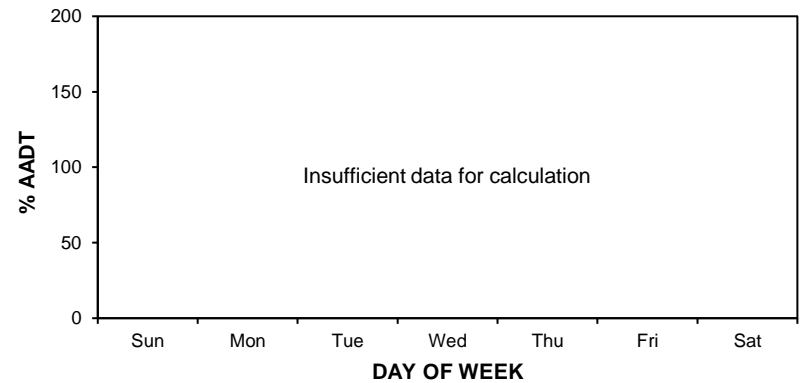 200
150
100
50
0
% AADT
Insufficient data for calculation
Sun Mon Tue Wed Thu Fri Sat
DAY OF WEEK